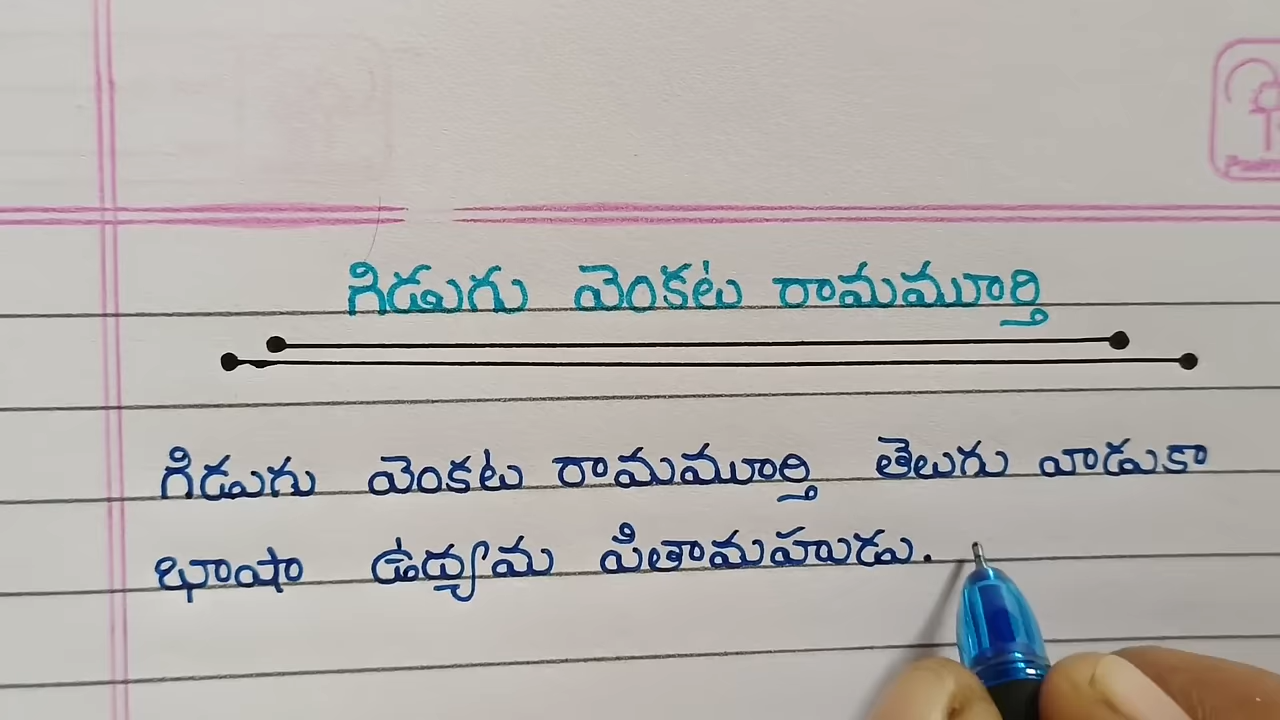 గిడుగు వెంకట రామమూర్తి
గిడుగు వెంకట రామమూర్తి తెలుగు వాడుకా
భాషా ఉద్యమ పితామహుడు.